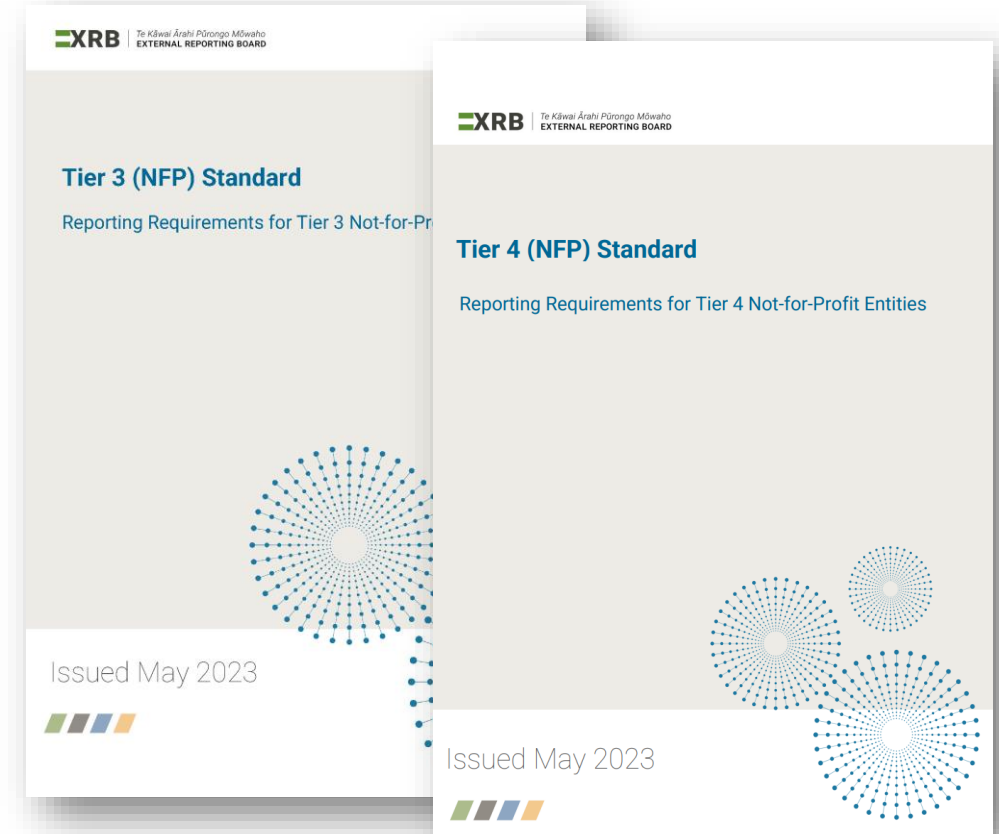 XRB
Te Kāwai Ārahi Pūrongo Mōwaho
EXTERNAL REPORTING BOARD
Tier 3 (NFP) Standard
Reporting Requirements for Tier 3 Not-for-Pr
Issued May 2023
XRB
Te Kāwai Ārahi Pūrongo Mōwaho
EXTERNAL REPORTING BOARD
Tier 4 (NFP) Standard
Reporting Requirements for Tier 4 Not-for-Profit Entities
Issued May 2023